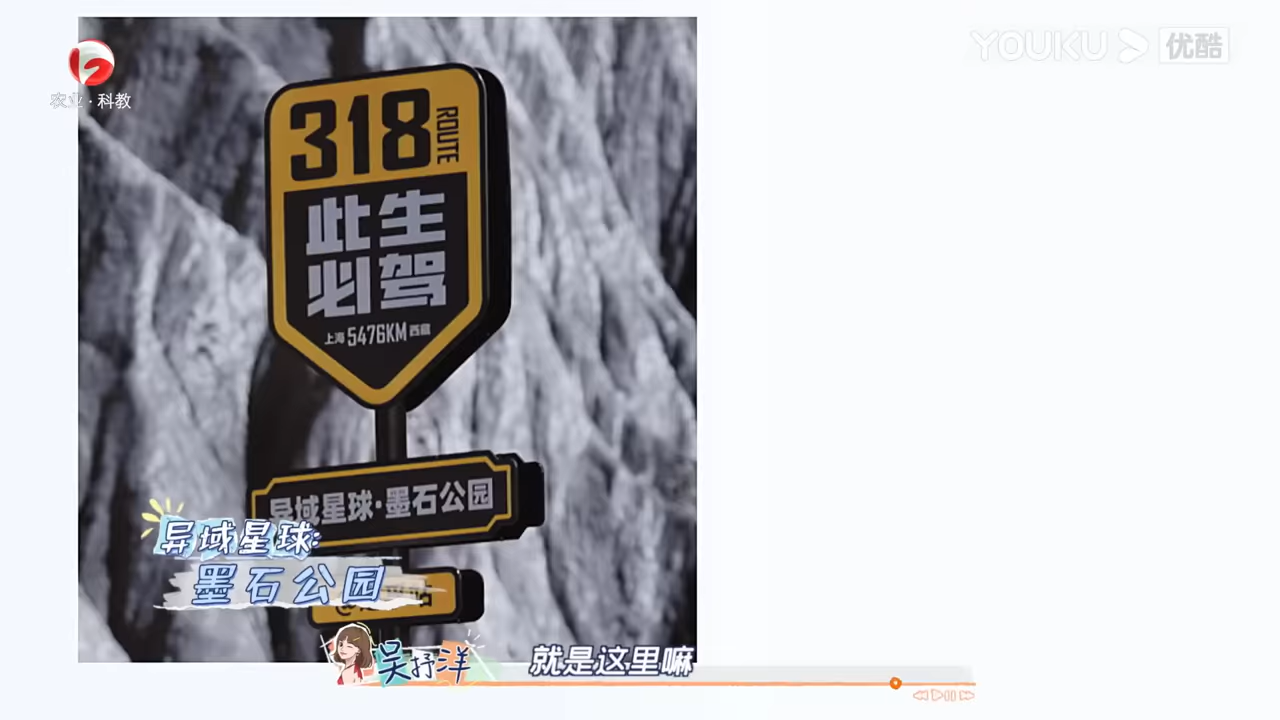 农业·科教
YOUKU 优酷
318
ROUTE
此生
必驾
上海 5476KM 西藏
异域星球·墨石公园
异域星球:
墨石公园
吴抒洋
就是这里嘛